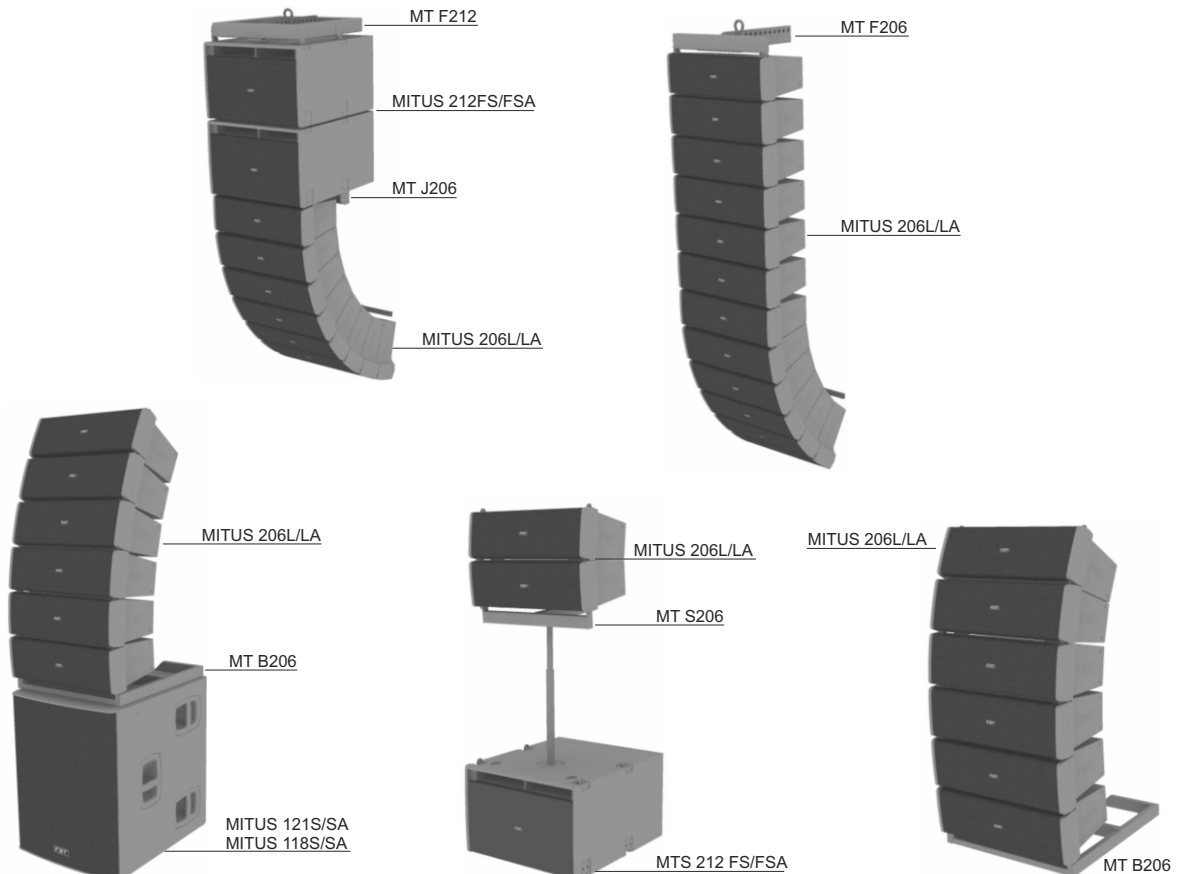 MT F212
MT F206
MITUS 212FS/FSA
MT J206
MITUS 206L/LA
MITUS 206L/LA
MITUS 206L/LA
MITUS 206L/LA
MITUS 206L/LA
MT S206
MT B206
MITUS 121S/SA
MITUS 118S/SA
FBT
MTS 212 FS/FSA
MT B206